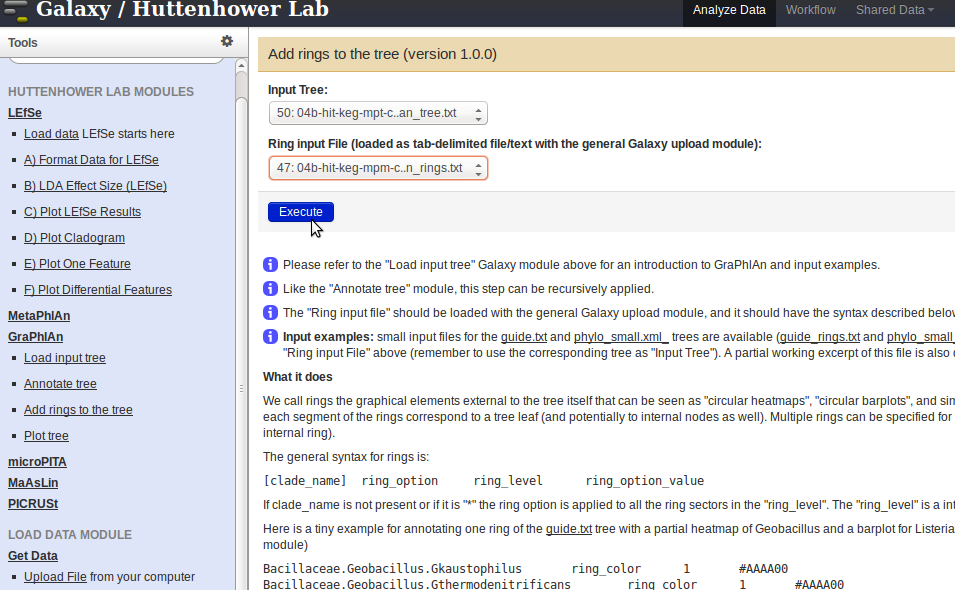 Galaxy / Huttenhower Lab
Analyze Data
Workflow
Shared Data
Tools
HUTTENHOWER LAB MODULES
LEfSe
Load data LEfSe starts here
A) Format Data for LEfSe
B) LDA Effect Size (LEfSe)
C) Plot LEfSe Results
D) Plot Cladogram
E) Plot One Feature
F) Plot Differential Features
MetaPhlAn
GraPhlAn
Load input tree
Annotate tree
Add rings to the tree
Plot tree
microPITA
MaAsLin
PICRUSt
LOAD DATA MODULE
Get Data
Upload File from your computer
Add rings to the tree (version 1.0.0)
Input Tree:
50: 04b-hit-keg-mpt-c..an_tree.txt
Ring input File (loaded as tab-delimited file/text with the general Galaxy upload module):
47: 04b-hit-keg-mpm-c..n_rings.txt
Execute
Please refer to the "Load input tree" Galaxy module above for an introduction to GraPhlAn and input examples.
Like the "Annotate tree" module, this step can be recursively applied.
The "Ring input file" should be loaded with the general Galaxy upload module, and it should have the syntax described below
Input examples: small input files for the guide.txt and phylo_small.xml_ trees are available (guide_rings.txt and phylo_small_
"Ring input File" above (remember to use the corresponding tree as "Input Tree"). A partial working excerpt of this file is also
What it does
We call rings the graphical elements external to the tree itself that can be seen as "circular heatmaps", "circular barplots", and
each segment of the rings correspond to a tree leaf (and potentially to internal nodes as well). Multiple rings can be specified for
internal ring).
The general syntax for rings is:
[clade_name] ring_option ring_level ring_option_value
If clade_name is not present or if it is "*" the ring option is applied to all the ring sectors in the "ring_level". The "ring_level" is a
Here is a tiny example for annotating one ring of the guide.txt tree with a partial heatmap of Geobacillus and a barplot for Listeria
module)
Bacillaceae.Geobacillus.Gkaustophilus ring_color 1 #AAAA00
Bacillaceae.Geobacillus.Gthermodenitrificans ring_color 1 #AAAA00